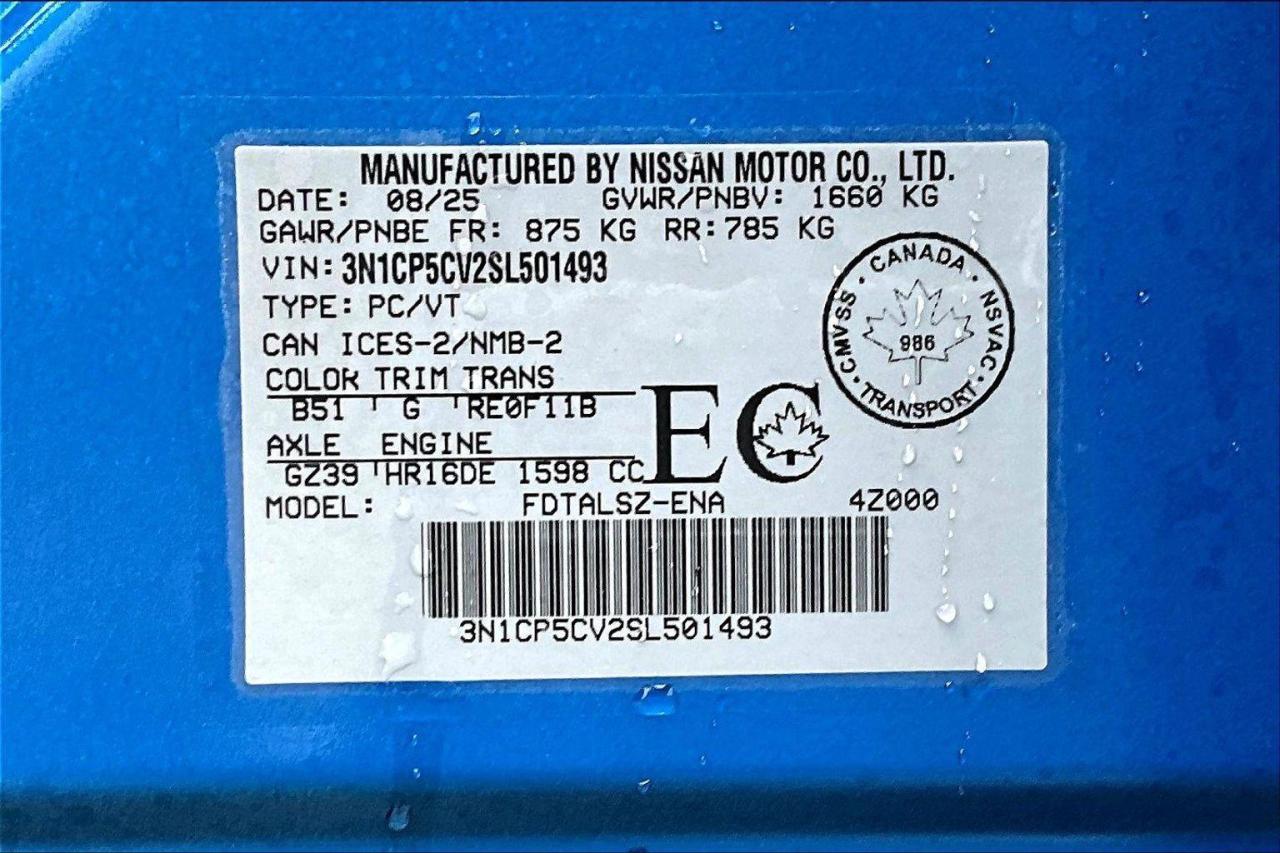 MANUFACTURED BY NISSAN MOTOR CO., LTD.
DATE: 08/25 GVWR/PNBV: 1660 KG
GAWR/PNBE FR: 875 KG RR: 785 KG
VIN: 3N1CP5CV2SL501493
TYPE: PC/VT
CAN ICES-2/NMB-2
COLOR TRIM TRANS
B51 G RE0F11B
AXLE ENGINE
GZ39 HR16DE 1598 CC
EC
CANADA · NSVAC · TRANSPORT · CMVSS ·
986
MODEL: FDTALSZ-ENA 4Z000
3N1CP5CV2SL501493